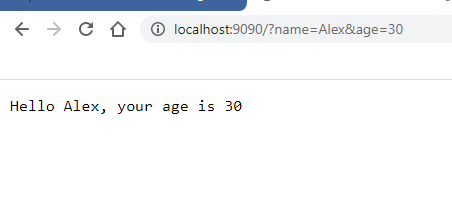 localhost:9090/?name=Alex&age=30
Hello Alex, your age is 30